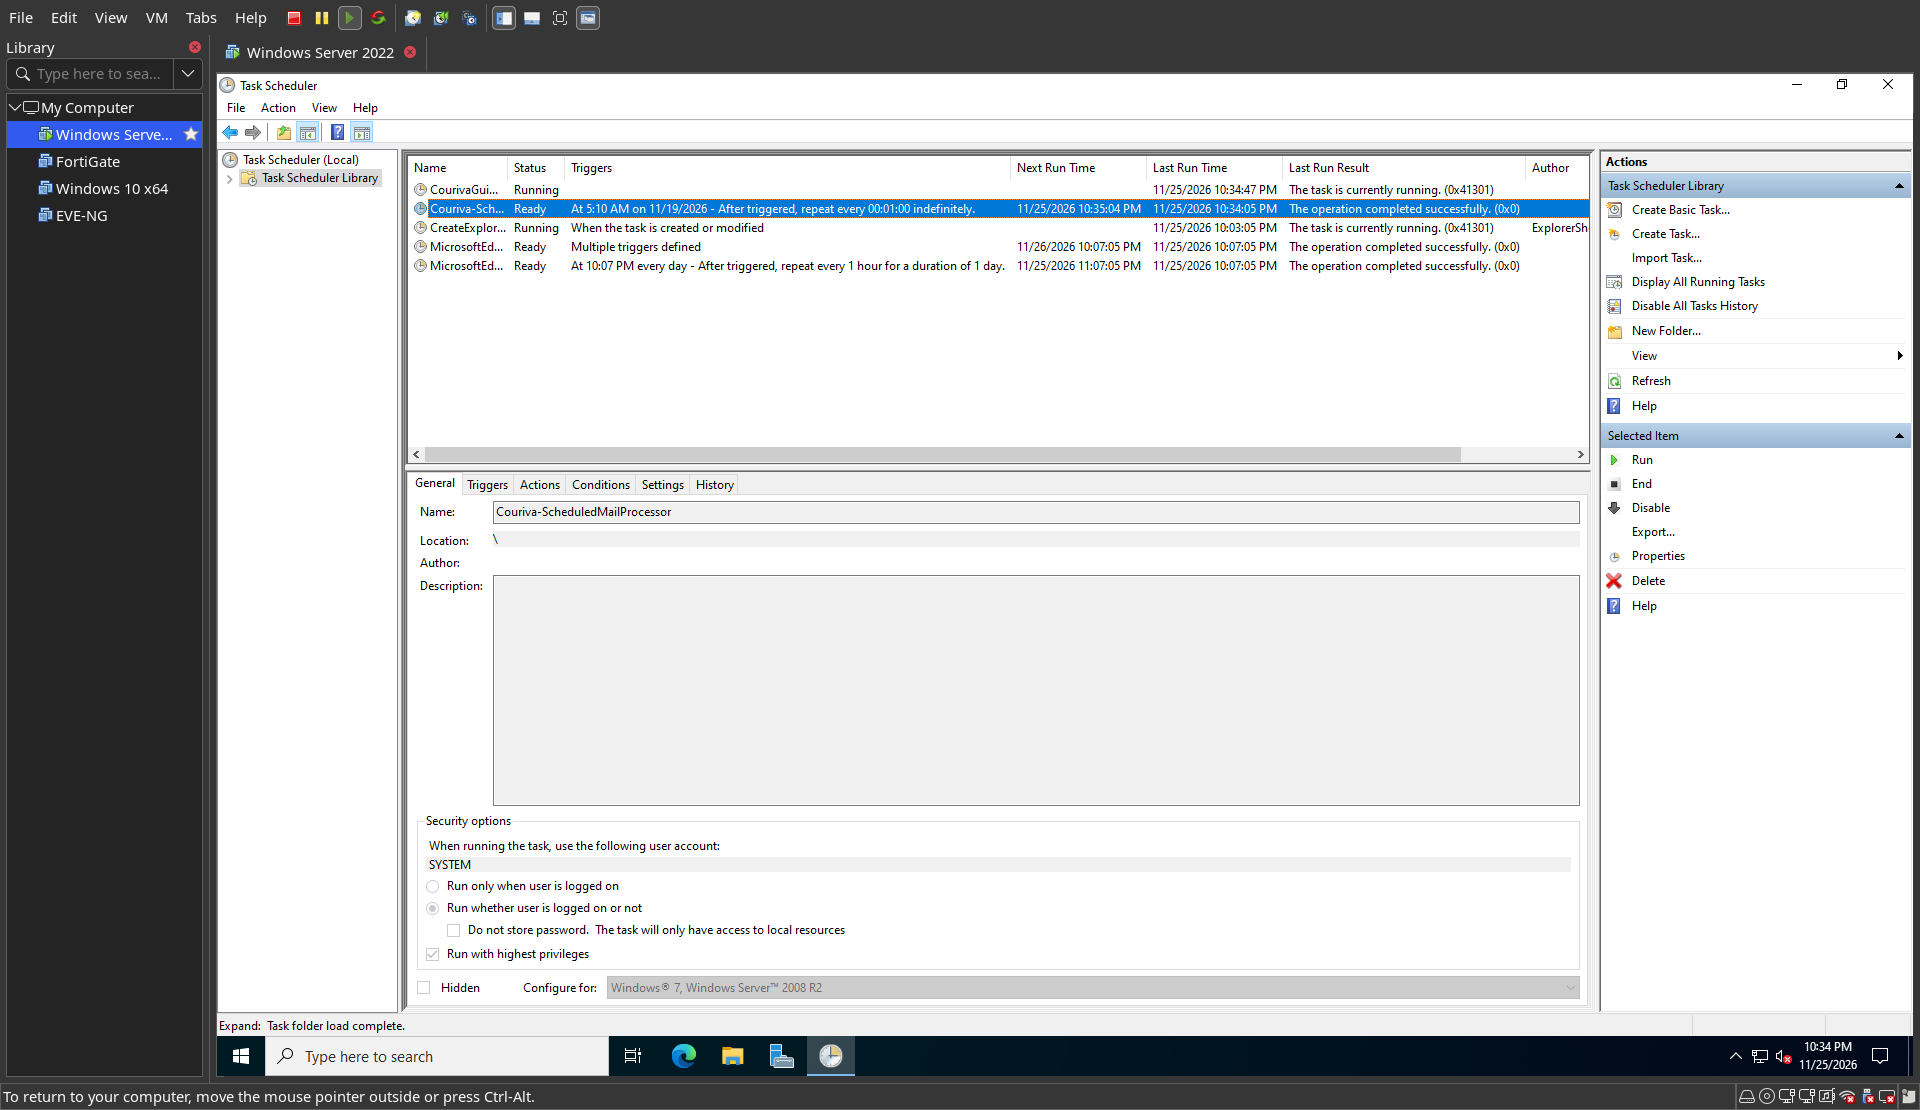 File Edit View VM Tabs Help
Library
Type here to sea...
My Computer
Windows Serve...
FortiGate
Windows 10 x64
EVE-NG
Windows Server 2022
Task Scheduler
File Action View Help
Task Scheduler (Local)
Task Scheduler Library
Name Status Triggers Next Run Time Last Run Time Last Run Result Author
CourivaGui... Running 11/25/2026 10:34:47 PM The task is currently running. (0x41301)
Couriva-Sch... Ready At 5:10 AM on 11/19/2026 - After triggered, repeat every 00:01:00 indefinitely. 11/25/2026 10:35:04 PM 11/25/2026 10:34:05 PM The operation completed successfully. (0x0)
CreateExplor... Running When the task is created or modified 11/25/2026 10:03:05 PM The task is currently running. (0x41301) ExplorerSh
MicrosoftEd... Ready Multiple triggers defined 11/26/2026 10:07:05 PM 11/25/2026 10:07:05 PM The operation completed successfully. (0x0)
MicrosoftEd... Ready At 10:07 PM every day - After triggered, repeat every 1 hour for a duration of 1 day. 11/25/2026 11:07:05 PM 11/25/2026 10:07:05 PM The operation completed successfully. (0x0)
General Triggers Actions Conditions Settings History
Name: Couriva-ScheduledMailProcessor
Location: \
Author:
Description:
Security options
When running the task, use the following user account:
SYSTEM
Run only when user is logged on
Run whether user is logged on or not
Do not store password. The task will only have access to local resources
Run with highest privileges
Hidden Configure for: Windows® 7, Windows Server™ 2008 R2
Actions
Task Scheduler Library
Create Basic Task...
Create Task...
Import Task...
Display All Running Tasks
Disable All Tasks History
New Folder...
View
Refresh
Help
Selected Item
Run
End
Disable
Export...
Properties
Delete
Help
Expand: Task folder load complete.
Type here to search
10:34 PM
11/25/2026
To return to your computer, move the mouse pointer outside or press Ctrl-Alt.